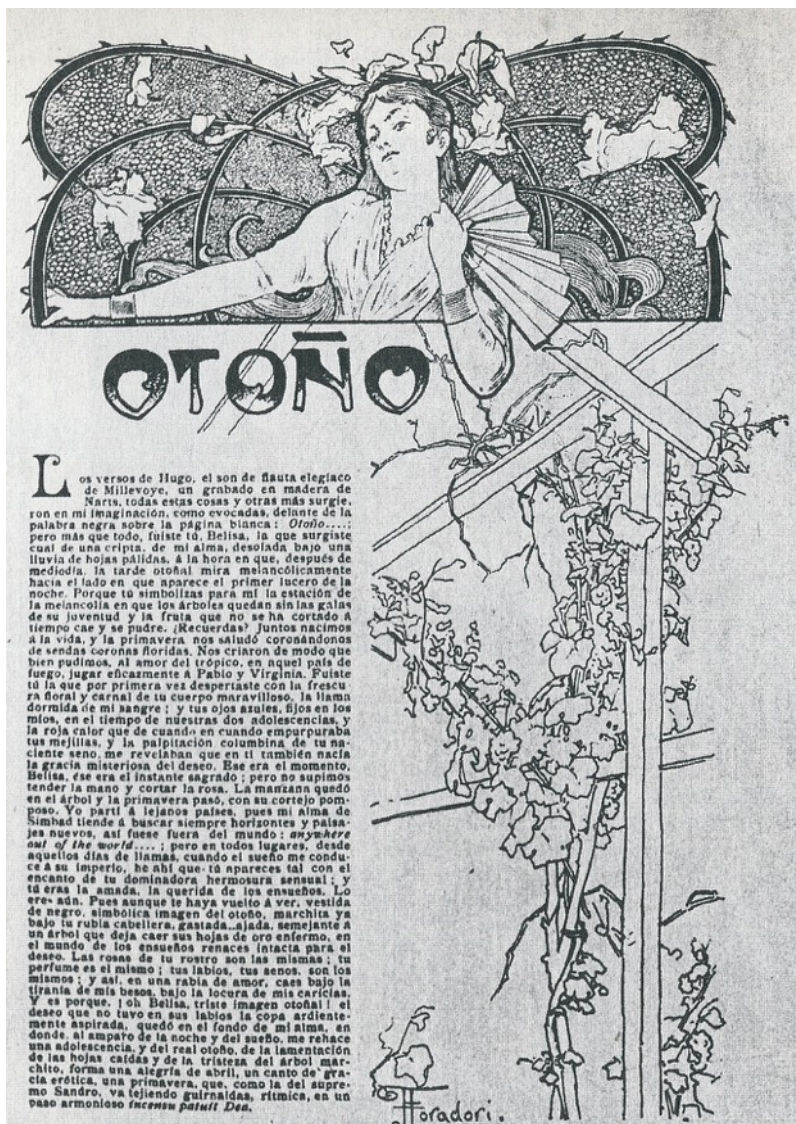 OTOÑO
Los versos de Hugo, el son de flauta elegíaco
de Millevoye, un grabado en madera de
Narts, todas estas cosas y otras más surgie-
ron en mi imaginación, como evocadas, delante de la
palabra negra sobre la página blanca: Otoño....;
pero más que todo, fuiste tú, Belisa, la que surgiste
cual de una cripta, de mi alma, desolada bajo una
lluvia de hojas pálidas, á la hora en que, después de
mediodía, la tarde otoñal mira melancólicamente
hacia el lado en que aparece el primer lucero de la
noche. Porque tú simbolizas para mí la estación de
la melancolía en que los árboles quedan sin las galas
de su juventud y la fruta que no se ha cortado á
tiempo cae y se pudre. ¿Recuerdas? Juntos nacimos
á la vida, y la primavera nos saludó coronándonos
de sendas coronas floridas. Nos criaron de modo que
bien pudimos, al amor del trópico, en aquel país de
fuego, jugar eficazmente á Pablo y Virginia. Fuiste
tú la que por primera vez despertaste con la frescu-
ra floral y carnal de tu cuerpo maravilloso, la llama
dormida de mi sangre; y tus ojos azules, fijos en los
míos, en el tiempo de nuestras dos adolescencias, y
la roja calor que de cuando en cuando empurpuraba
tus mejillas, y la palpitación columbina de tu na-
ciente seno, me revelaban que en ti también nacía
la gracia misteriosa del deseo. Ese era el momento,
Belisa, ése era el instante sagrado; pero no supimos
tender la mano y cortar la rosa. La manzana quedó
en el árbol y la primavera pasó, con su cortejo pom-
poso. Yo partí á lejanos países, pues mi alma de
Simbad tiende á buscar siempre horizontes y paisa-
jes nuevos, así fuese fuera del mundo: anywhere
out of the world....; pero en todos lugares, desde
aquellos días de llamas, cuando el sueño me condu-
ce á su imperio, he ahí que tú apareces tal con el
encanto de tu dominadora hermosura sensual; y
tú eras la amada, la querida de los ensueños. Lo
eres aún. Pues aunque te haya vuelto á ver, vestida
de negro, simbólica imagen del otoño, marchita ya
bajo tu rubia cabellera, gastada, ajada, semejante á
un árbol que deja caer sus hojas de oro enfermo, en
el mundo de los ensueños renaces intacta para el
deseo. Las rosas de tu rostro son las mismas; tu
perfume es el mismo; tus labios, tus senos, son los
mismos; y así, en una rabia de amor, caes bajo la
tiranía de mis besos, bajo la locura de mis caricias.
Y es porque, ¡oh Belisa, triste imagen otoñal! el
deseo que no tuvo en sus labios la copa ardiente-
mente aspirada, quedó en el fondo de mi alma, en
donde, al amparo de la noche y del sueño, me rehace
una adolescencia, y del real otoño, de la lamentación
de las hojas caídas y de la tristeza del árbol mar-
chito, forma una alegría de abril, un canto de gra-
cia erótica, una primavera, que, como la del supre-
mo Sandro, va tejiendo guirnaldas, rítmica, en un
paso armonioso incensu patuit Dea.
Foradori.